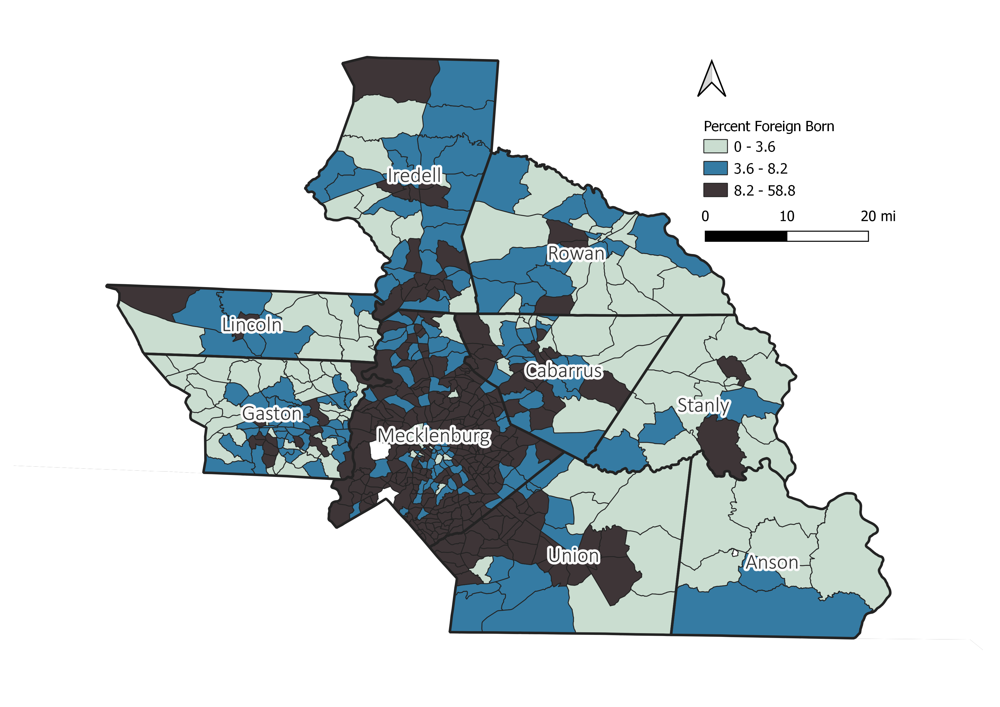 Percent Foreign Born
0 - 3.6
3.6 - 8.2
8.2 - 58.8
0 10 20 mi
Iredell
Rowan
Lincoln
Cabarrus
Stanly
Gaston
Mecklenburg
Union
Anson